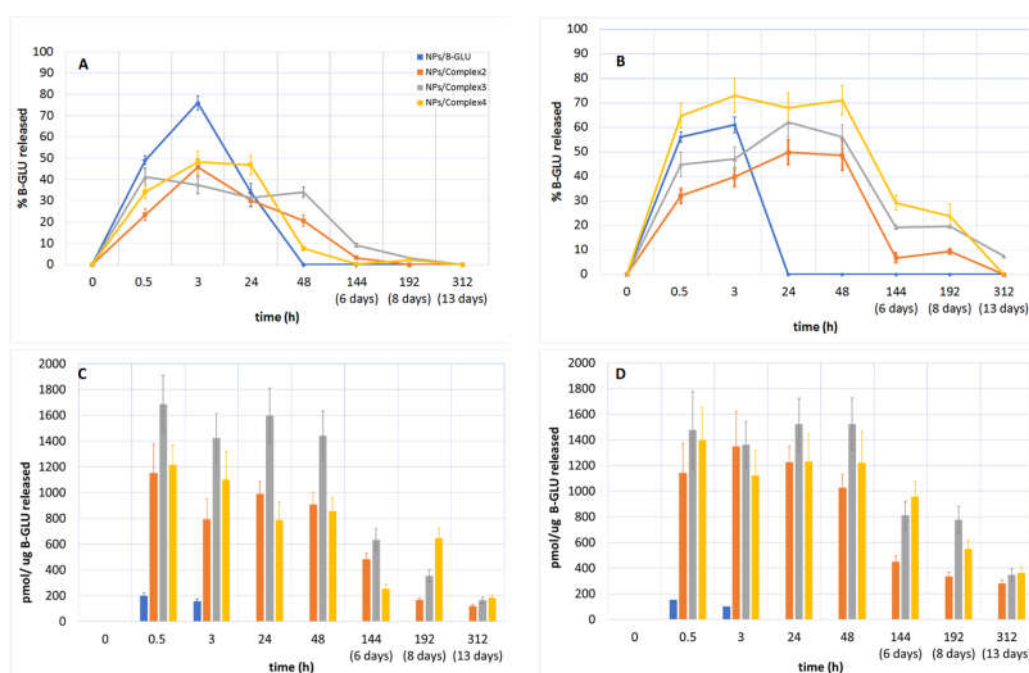 A
NPs/B-GLU
NPs/Complex2
NPs/Complex3
NPs/Complex4
100
90
80
70
60
50
40
30
20
10
0
% B-GLU released
0 0.5 3 24 48 144 192 312
(6 days) (8 days) (13 days)
time (h)
B
100
90
80
70
60
50
40
30
20
10
0
% B-GLU released
0 0.5 3 24 48 144 192 312
(6 days) (8 days) (13 days)
time (h)
C
2000
1800
1600
1400
1200
1000
800
600
400
200
0
pmol/ ug B-GLU released
0 0.5 3 24 48 144 192 312
(6 days) (8 days) (13 days)
time (h)
D
2000
1800
1600
1400
1200
1000
800
600
400
200
0
pmol/ug B-GLU released
0 0.5 3 24 48 144 192 312
(6 days) (8 days) (13 days)
time (h)